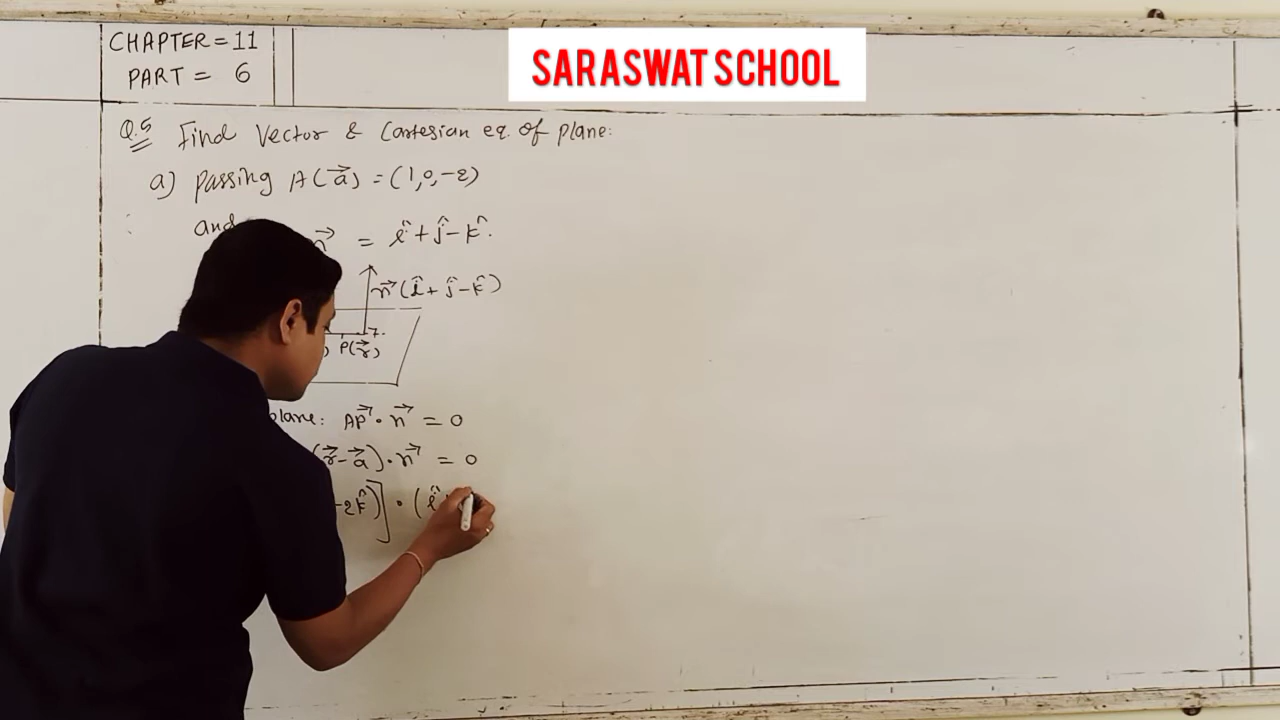 CHAPTER = 11
PART = 6
SARASWAT SCHOOL
Q.5 Find Vector & Cartesian eq. of plane:
a) passing A(a⃗) = (1, 0, -2)
and n⃗ = î + ĵ - k̂.
n⃗ (î + ĵ - k̂)
P(r⃗)
plane: AP⃗ · n⃗ = 0
(r⃗ - a⃗) · n⃗ = 0
-2k̂)] · (î